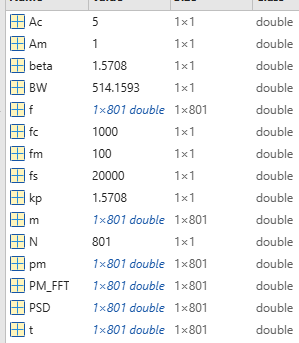 Name Value Size Class
Ac 5 1×1 double
Am 1 1×1 double
beta 1.5708 1×1 double
BW 514.1593 1×1 double
f 1×801 double 1×801 double
fc 1000 1×1 double
fm 100 1×1 double
fs 20000 1×1 double
kp 1.5708 1×1 double
m 1×801 double 1×801 double
N 801 1×1 double
pm 1×801 double 1×801 double
PM_FFT 1×801 double 1×801 double
PSD 1×801 double 1×801 double
t 1×801 double 1×801 double